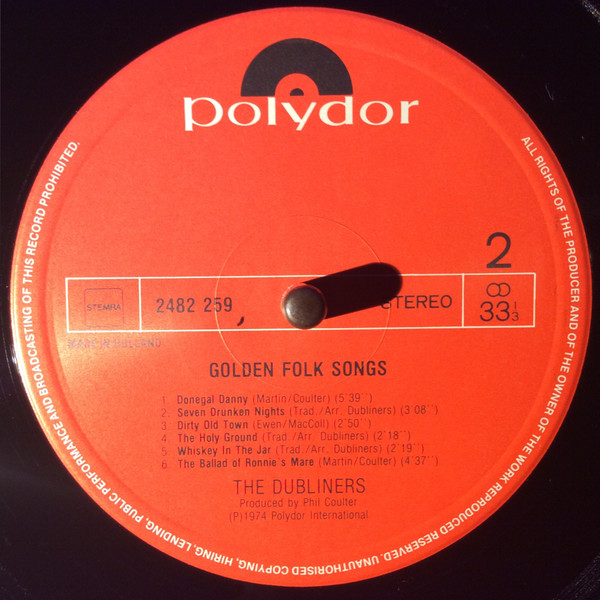 polydor
ALL RIGHTS OF THE PRODUCER AND OF THE OWNER OF THE WORK REPRODUCED RESERVED. UNAUTHORISED COPYING, HIRING, LENDING, PUBLIC PERFORMANCE AND BROADCASTING OF THIS RECORD PROHIBITED.
2
STEMRA 2482 259 STEREO 33 1/3
MADE IN HOLLAND
GOLDEN FOLK SONGS
1. Donegal Danny (Martin/Coulter) (5'39'')
2. Seven Drunken Nights (Trad./Arr. Dubliners) (3'08'')
3. Dirty Old Town (Ewen/MacColl) (2'50'')
4. The Holy Ground (Trad./Arr. Dubliners) (2'18'')
5. Whiskey In The Jar (Trad./Arr. Dubliners) (2'19'')
6. The Ballad of Ronnie's Mare (Martin/Coulter) (4'37'')
THE DUBLINERS
Produced by Phil Coulter
(P)1974 Polydor International